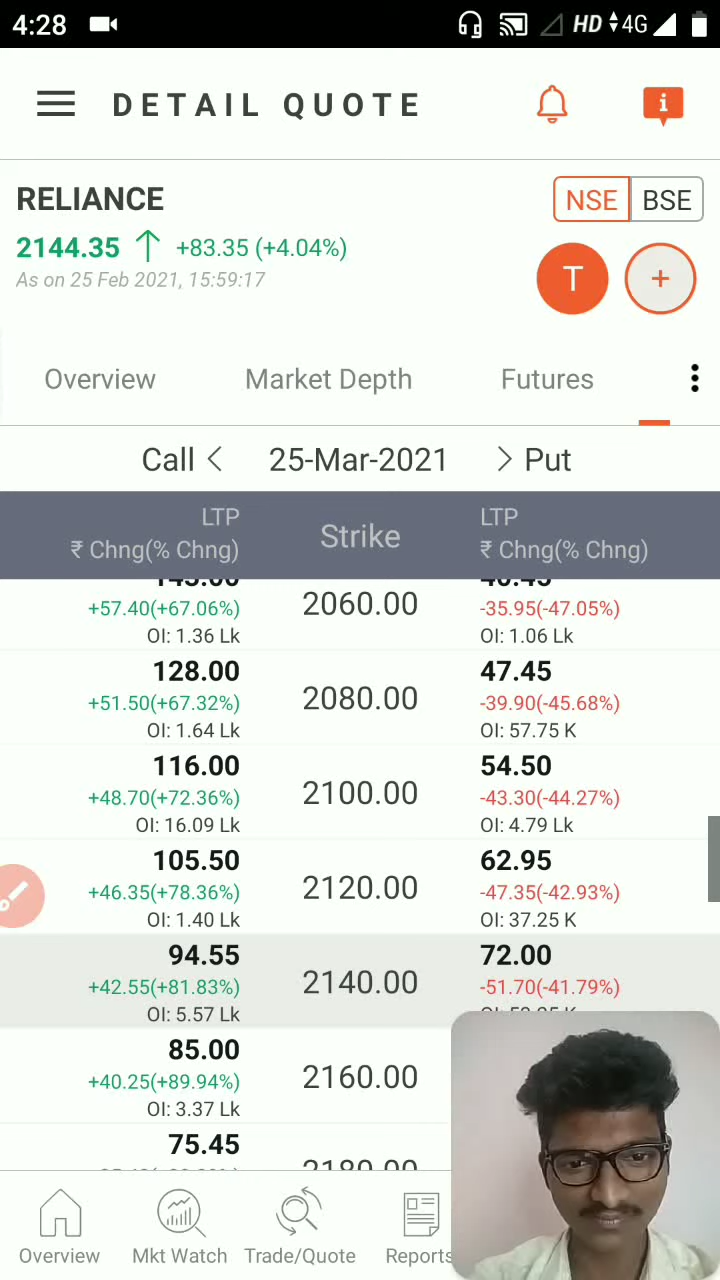 4:28 HD 4G
DETAIL QUOTE
RELIANCE
NSE BSE
2144.35 ↑ +83.35 (+4.04%)
As on 25 Feb 2021, 15:59:17
T +
Overview Market Depth Futures
Call < 25-Mar-2021 > Put
LTP Strike LTP
₹ Chng(% Chng) ₹ Chng(% Chng)
+57.40(+67.06%) 2060.00 -35.95(-47.05%)
OI: 1.36 Lk OI: 1.06 Lk
128.00 47.45
+51.50(+67.32%) 2080.00 -39.90(-45.68%)
OI: 1.64 Lk OI: 57.75 K
116.00 54.50
+48.70(+72.36%) 2100.00 -43.30(-44.27%)
OI: 16.09 Lk OI: 4.79 Lk
105.50 62.95
+46.35(+78.36%) 2120.00 -47.35(-42.93%)
OI: 1.40 Lk OI: 37.25 K
94.55 72.00
+42.55(+81.83%) 2140.00 -51.70(-41.79%)
OI: 5.57 Lk
85.00
+40.25(+89.94%) 2160.00
OI: 3.37 Lk
75.45
2180.00
Overview Mkt Watch Trade/Quote Reports